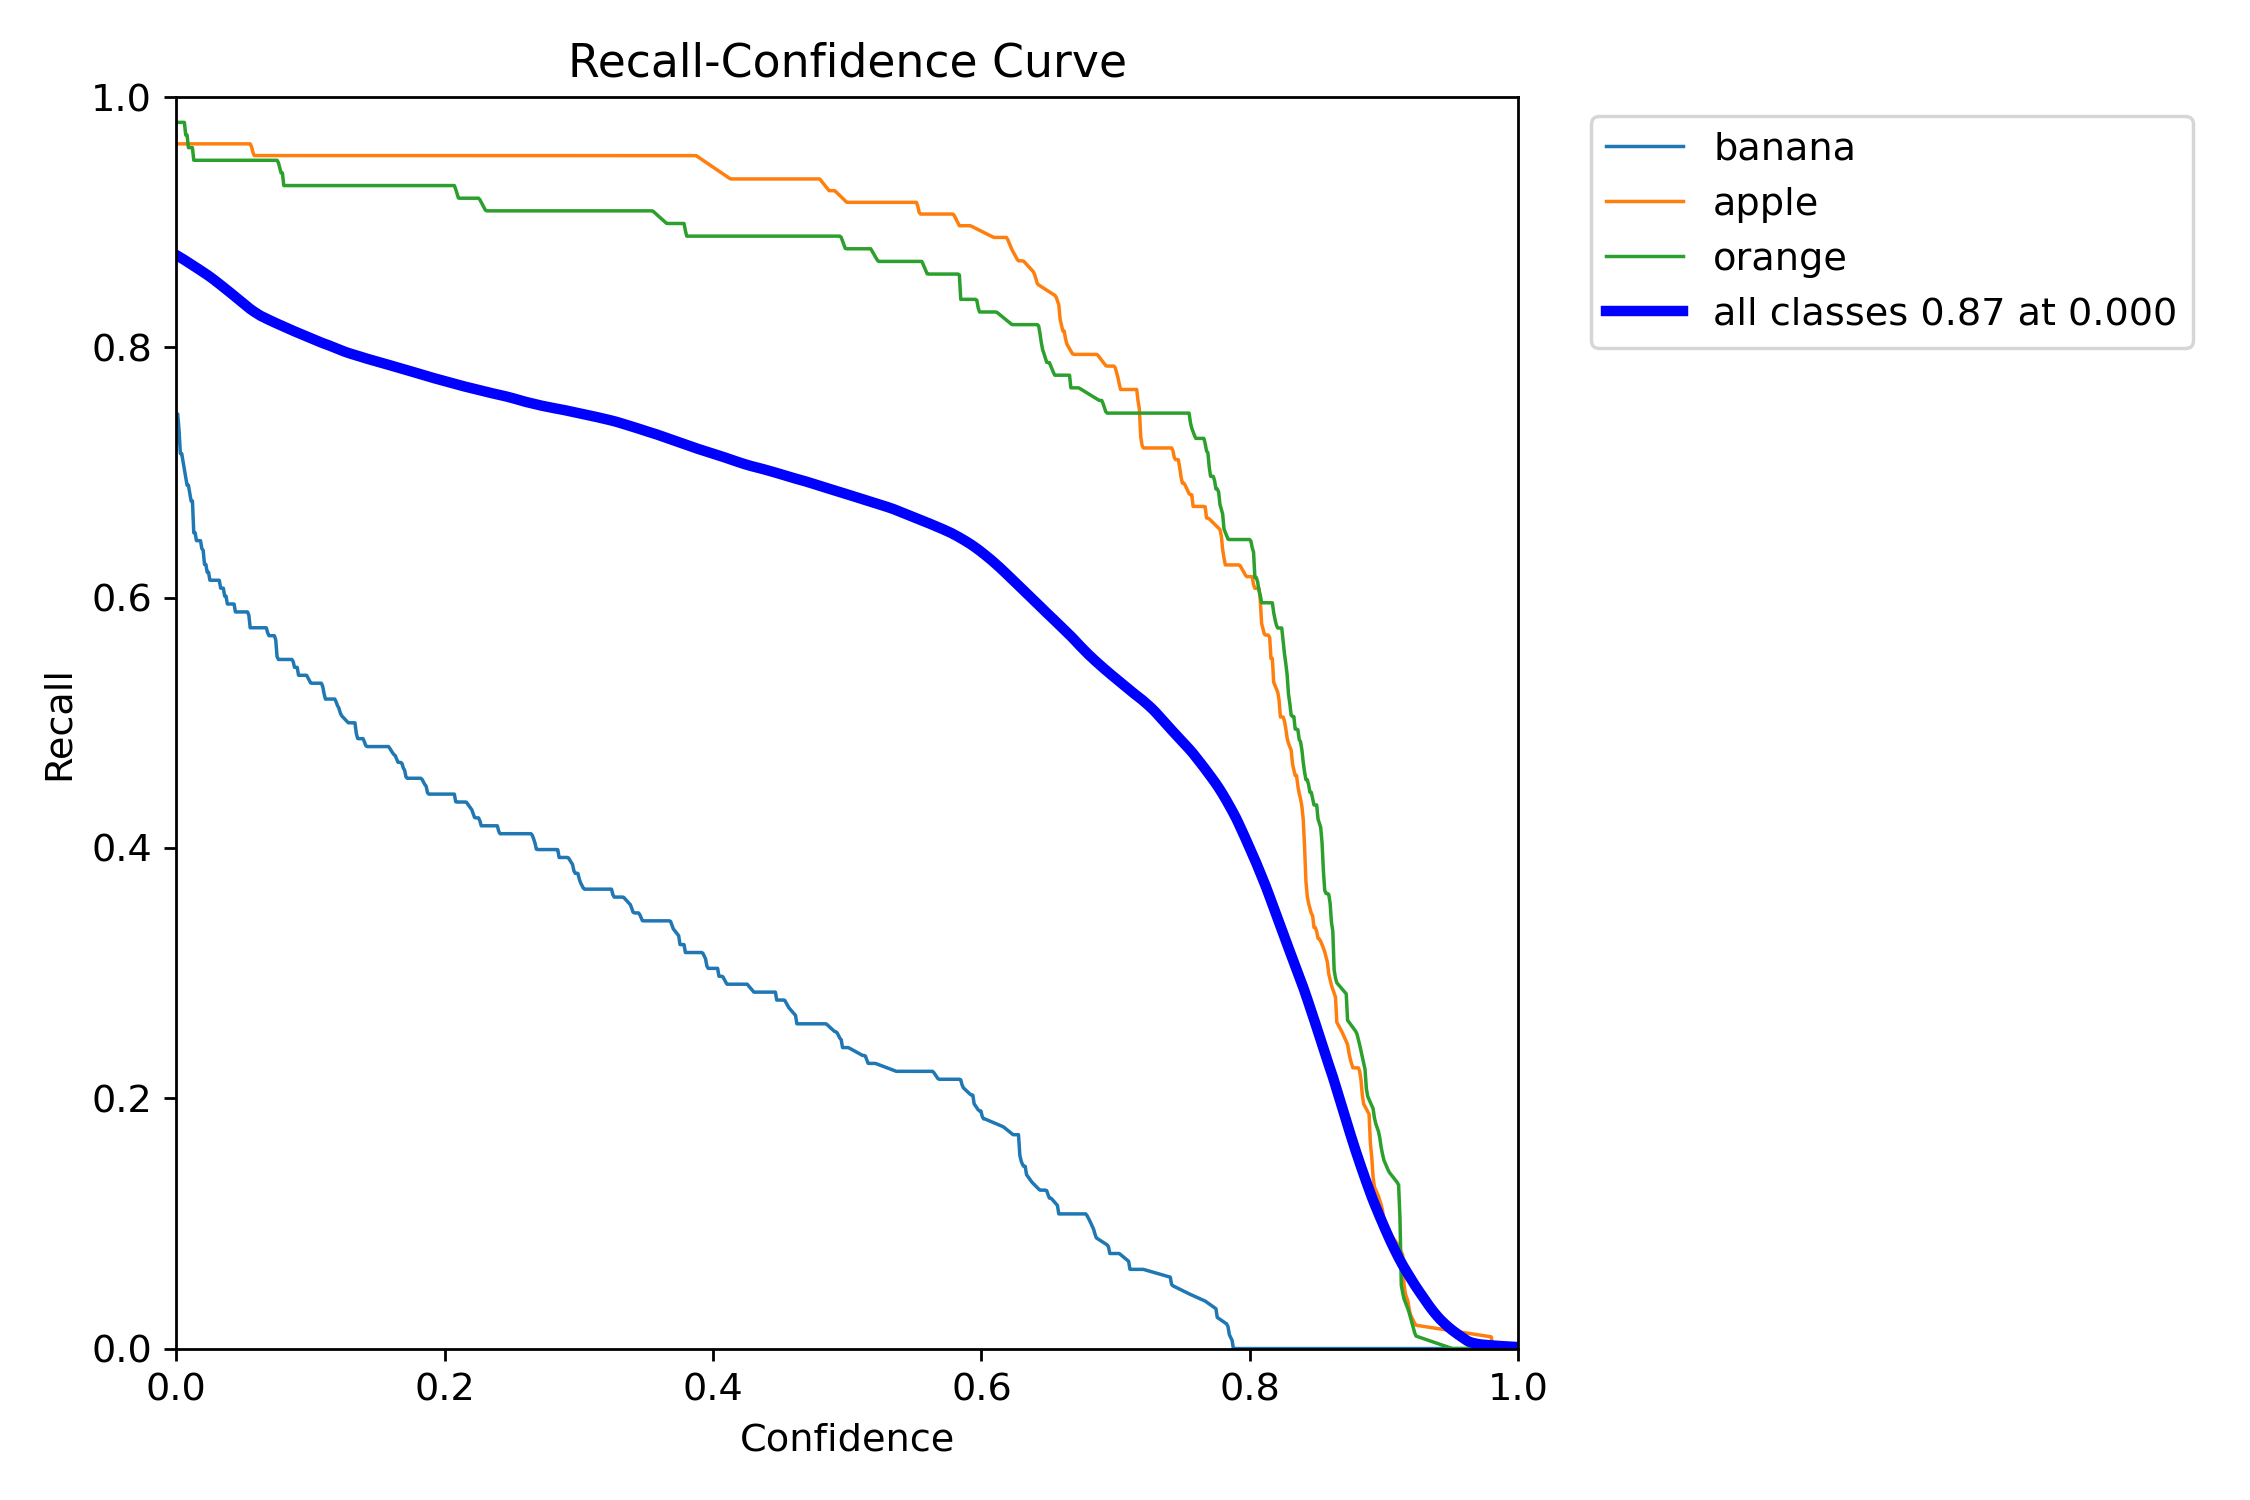 Recall-Confidence Curve
1.0
0.8
0.6
0.4
0.2
0.0
Recall
0.0 0.2 0.4 0.6 0.8 1.0
Confidence
banana
apple
orange
all classes 0.87 at 0.000